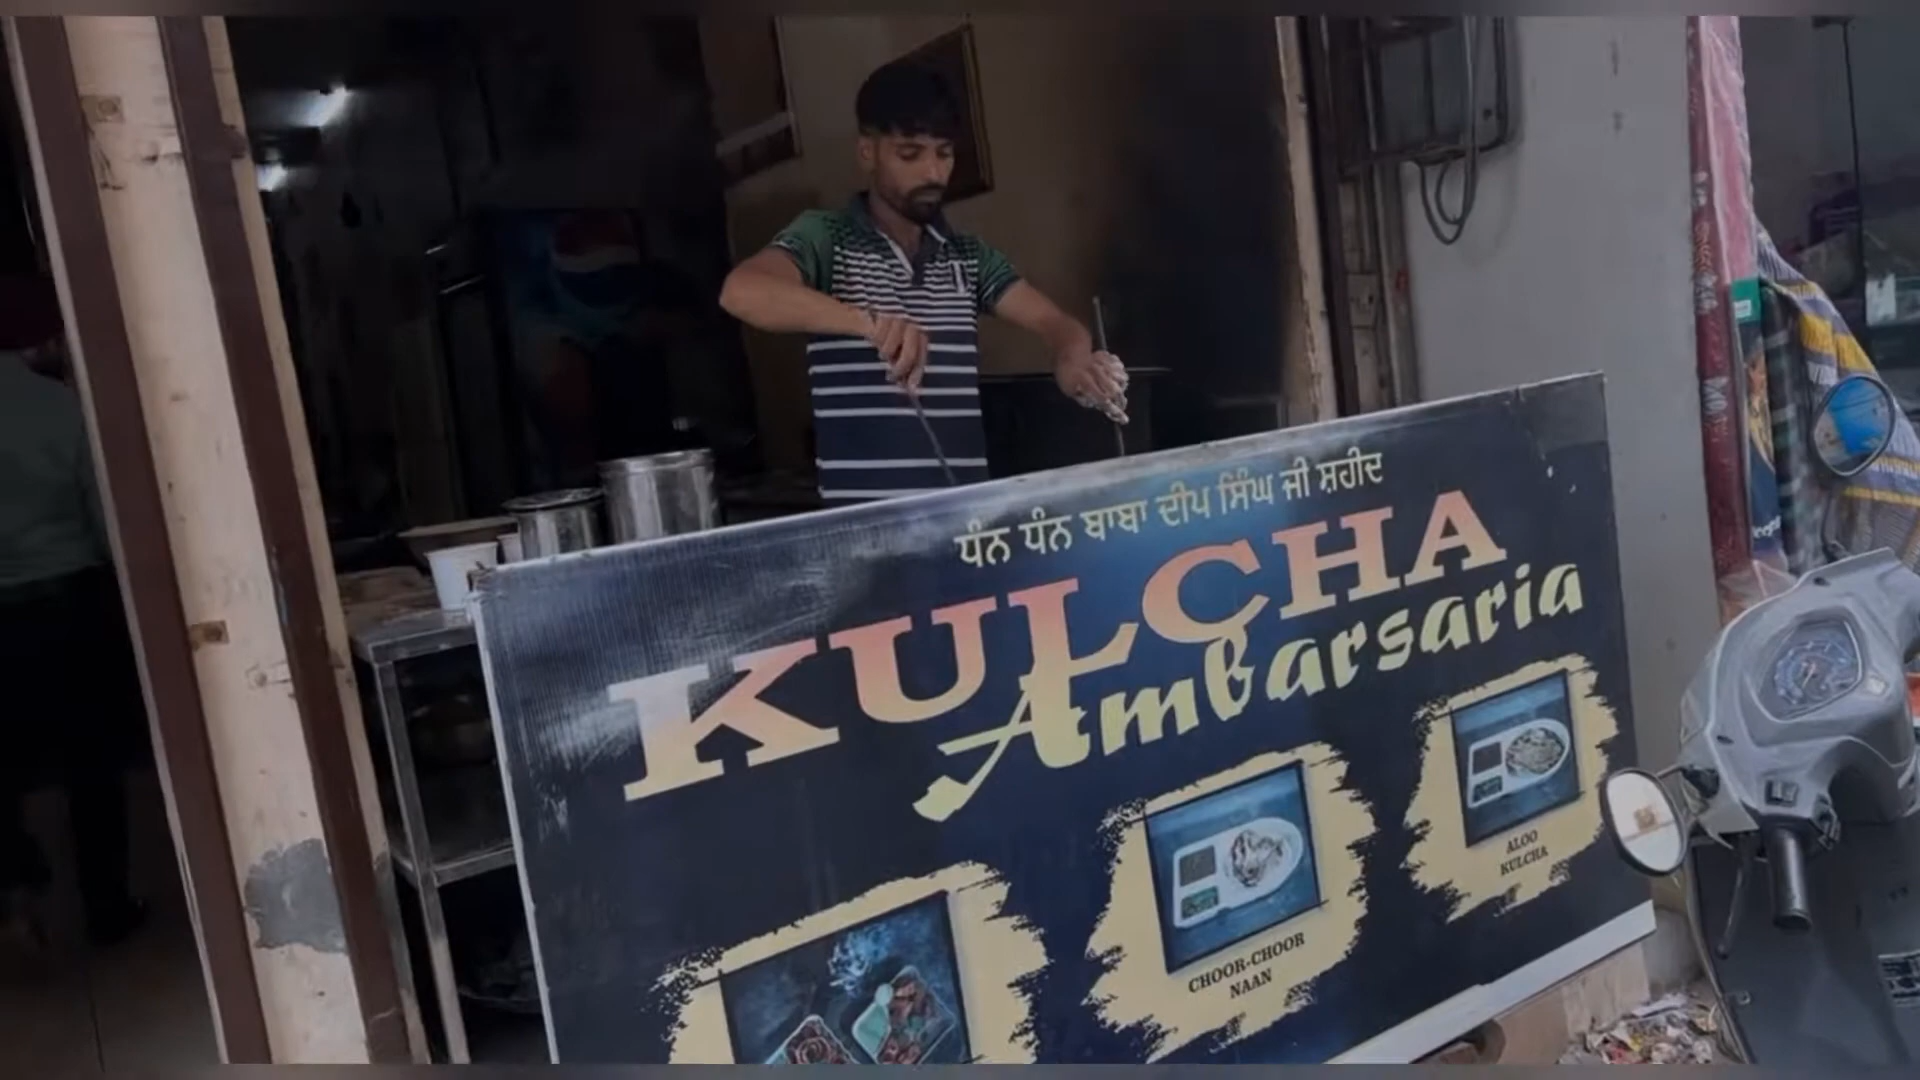 ਧੰਨ ਧੰਨ ਬਾਬਾ ਦੀਪ ਸਿੰਘ ਜੀ ਸ਼ਹੀਦ
KULCHA
Ambarsaria
ALOO
KULCHA
CHOOR-CHOOR
NAAN